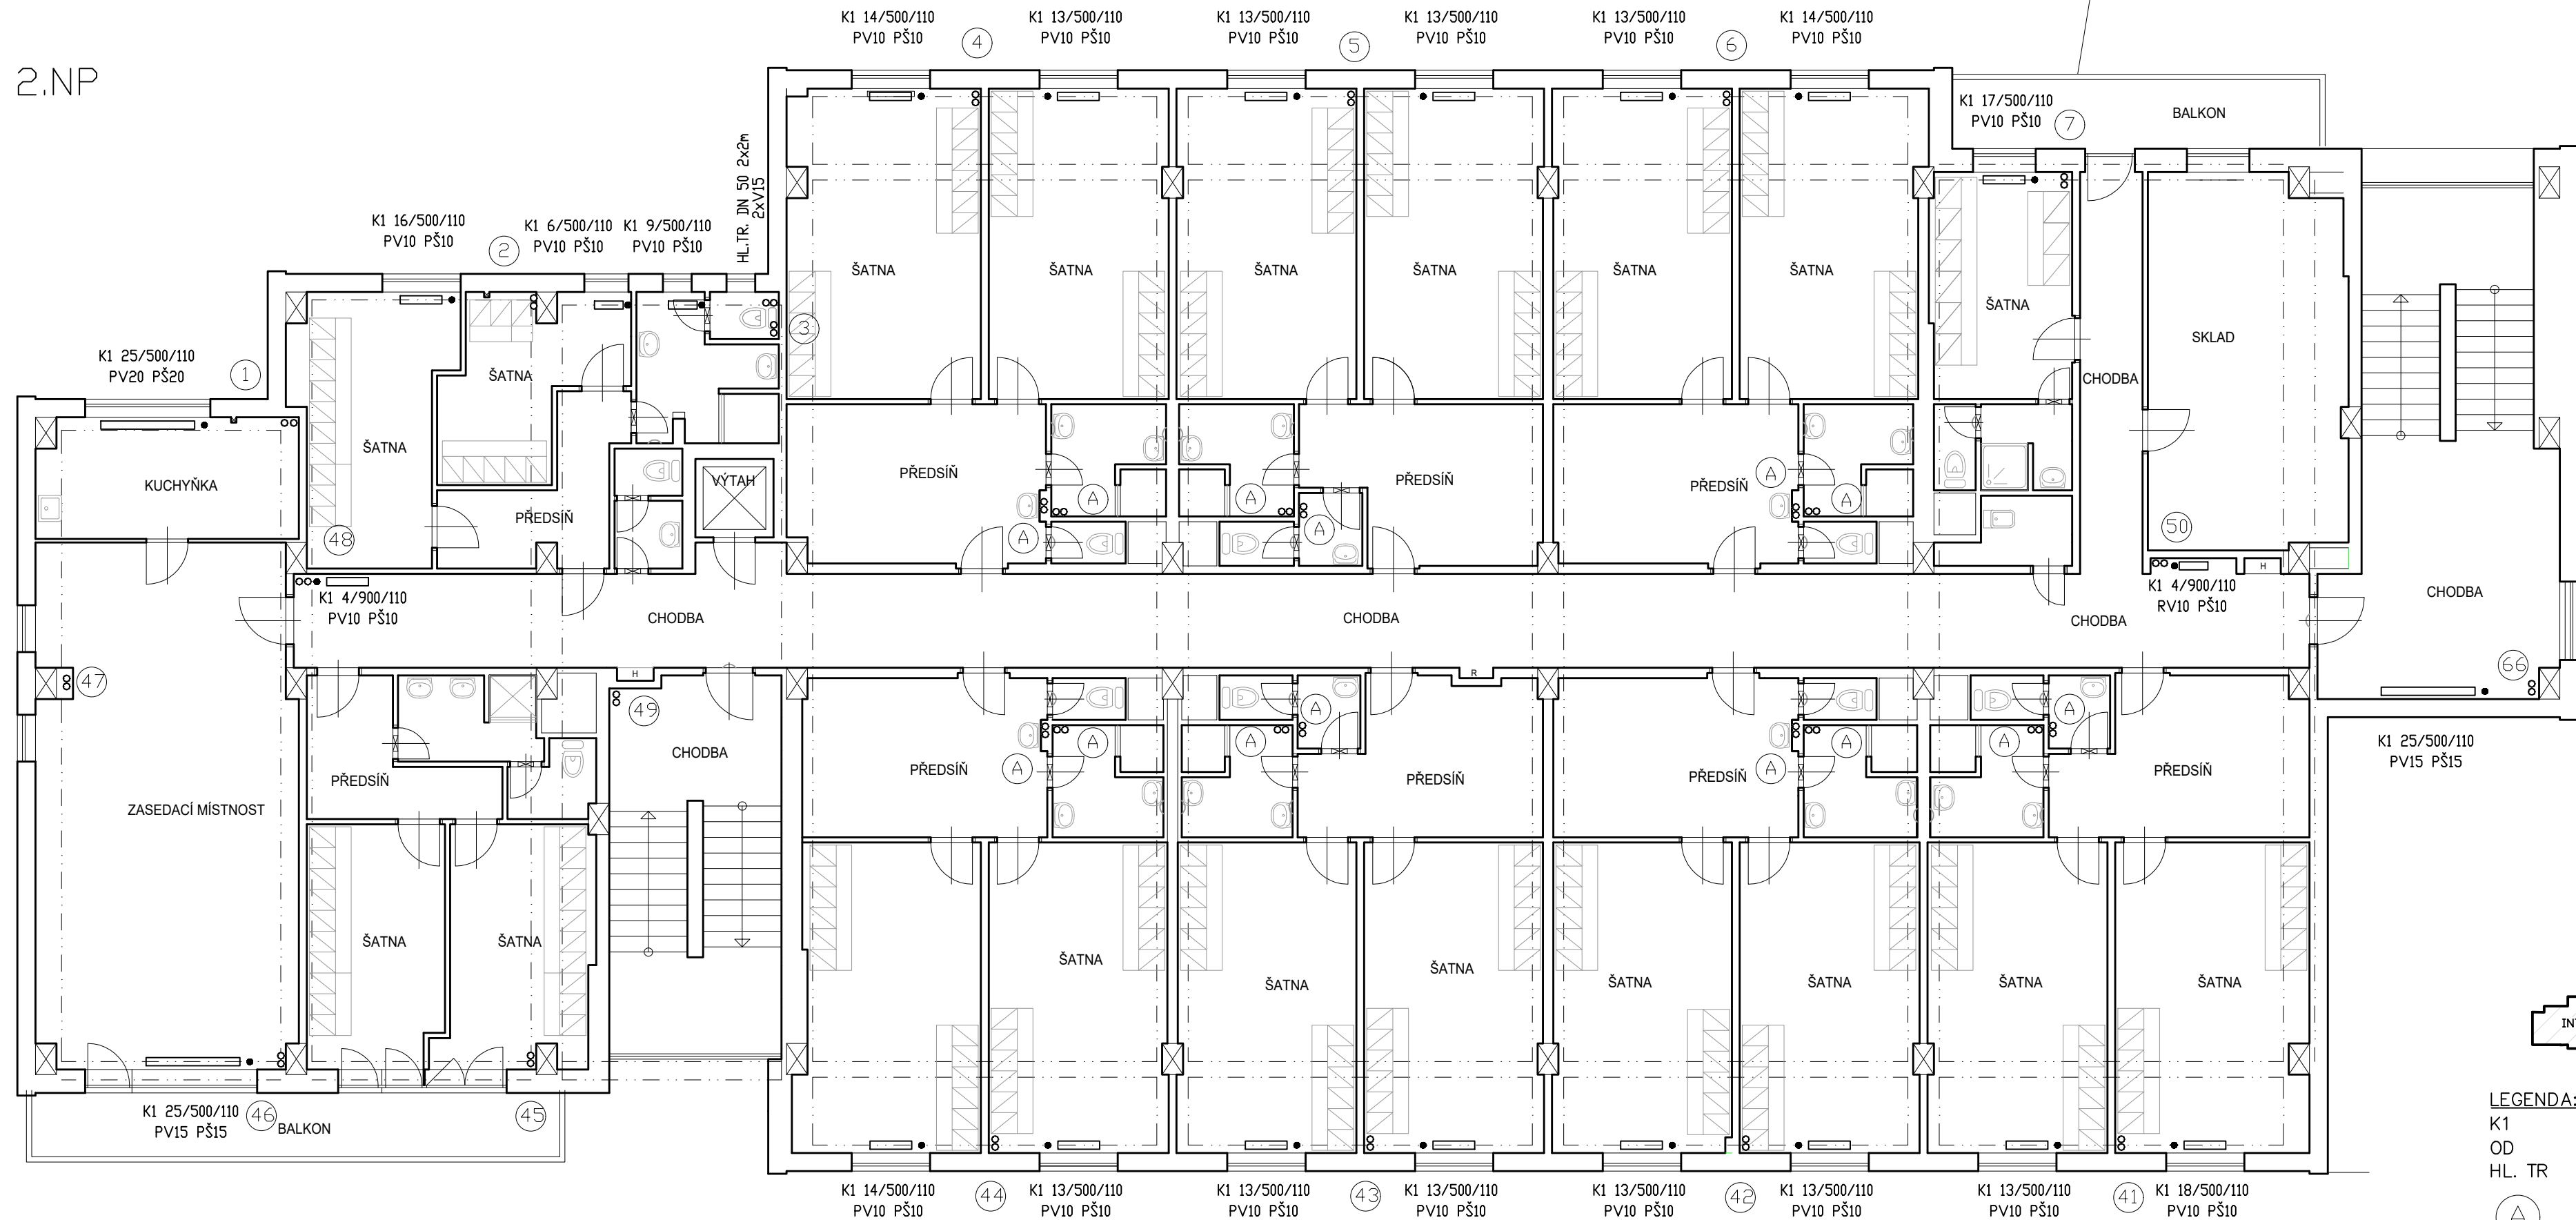 K1 14/500/110
PV10 PŠ10
4
K1 13/500/110
PV10 PŠ10
K1 13/500/110
PV10 PŠ10
5
K1 13/500/110
PV10 PŠ10
K1 13/500/110
PV10 PŠ10
6
K1 14/500/110
PV10 PŠ10
2.NP
K1 17/500/110
PV10 PŠ10
7
BALKON
HL.TR. DN 50 2x2m
2xV15
K1 16/500/110
PV10 PŠ10
2
K1 6/500/110
PV10 PŠ10
K1 9/500/110
PV10 PŠ10
ŠATNA
ŠATNA
ŠATNA
ŠATNA
ŠATNA
ŠATNA
ŠATNA
3
SKLAD
K1 25/500/110
PV20 PŠ20
1
ŠATNA
CHODBA
ŠATNA
KUCHYŇKA
VÝTAH
PŘEDSÍŇ
PŘEDSÍŇ
PŘEDSÍŇ
PŘEDSÍŇ
A
A
A
A
A
A
48
50
K1 4/900/110
PV10 PŠ10
K1 4/900/110
RV10 PŠ10
H
CHODBA
CHODBA
CHODBA
CHODBA
47
H
R
66
49
A
A
A
A
A
A
A
A
CHODBA
PŘEDSÍŇ
PŘEDSÍŇ
PŘEDSÍŇ
PŘEDSÍŇ
PŘEDSÍŇ
K1 25/500/110
PV15 PŠ15
ZASEDACÍ MÍSTNOST
ŠATNA
ŠATNA
ŠATNA
ŠATNA
ŠATNA
ŠATNA
ŠATNA
ŠATNA
ŠATNA
K1 25/500/110
PV15 PŠ15
46
BALKON
45
K1 14/500/110
PV10 PŠ10
44
K1 13/500/110
PV10 PŠ10
K1 13/500/110
PV10 PŠ10
43
K1 13/500/110
PV10 PŠ10
K1 13/500/110
PV10 PŠ10
42
K1 13/500/110
PV10 PŠ10
K1 13/500/110
PV10 PŠ10
41
K1 18/500/110
PV10 PŠ10
LEGENDA:
K1
OD
HL. TR
A